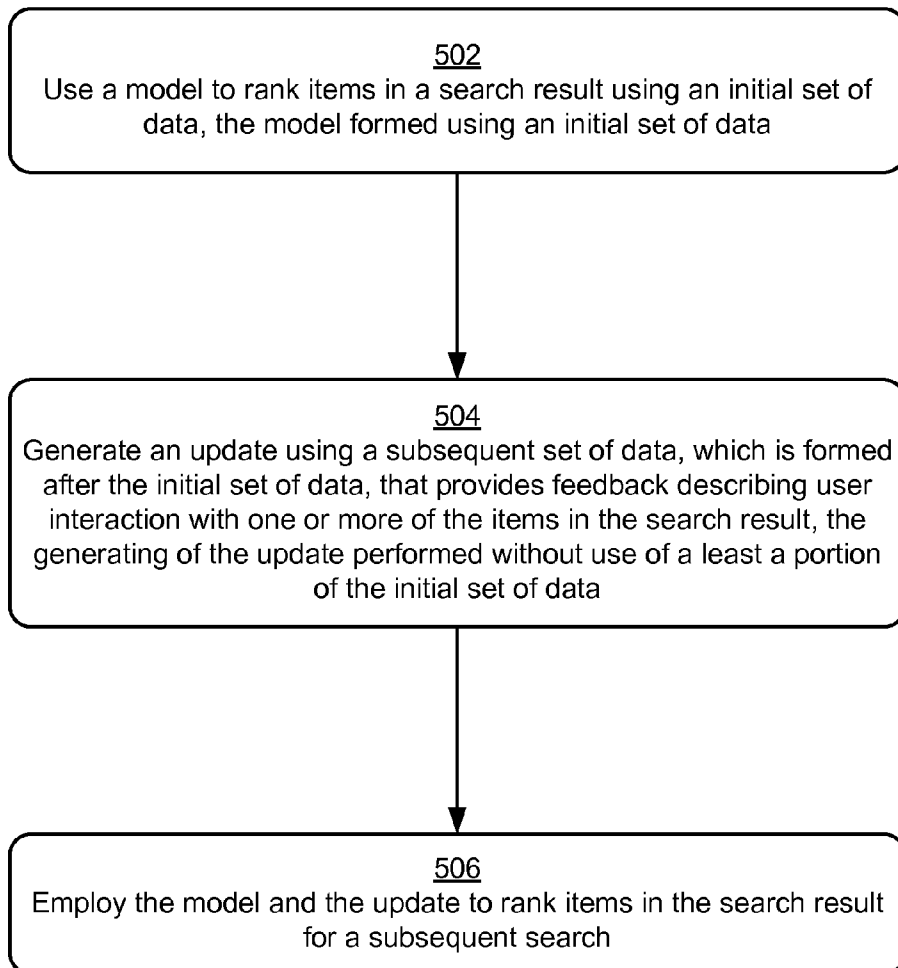 502
Use a model to rank items in a search result using an initial set of
data, the model formed using an initial set of data
504
Generate an update using a subsequent set of data, which is formed
after the initial set of data, that provides feedback describing user
interaction with one or more of the items in the search result, the
generating of the update performed without use of a least a portion
of the initial set of data
506
Employ the model and the update to rank items in the search result
for a subsequent search